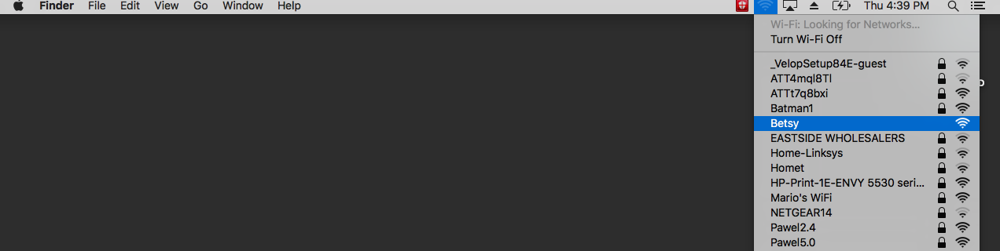 Finder File Edit View Go Window Help Thu 4:39 PM
Wi-Fi: Looking for Networks...
Turn Wi-Fi Off
_VelopSetup84E-guest
ATT4mql8Tl
ATTt7q8bxi
Batman1
Betsy
EASTSIDE WHOLESALERS
Home-Linksys
Homet
HP-Print-1E-ENVY 5530 seri...
Mario's WiFi
NETGEAR14
Pawel2.4
Pawel5.0